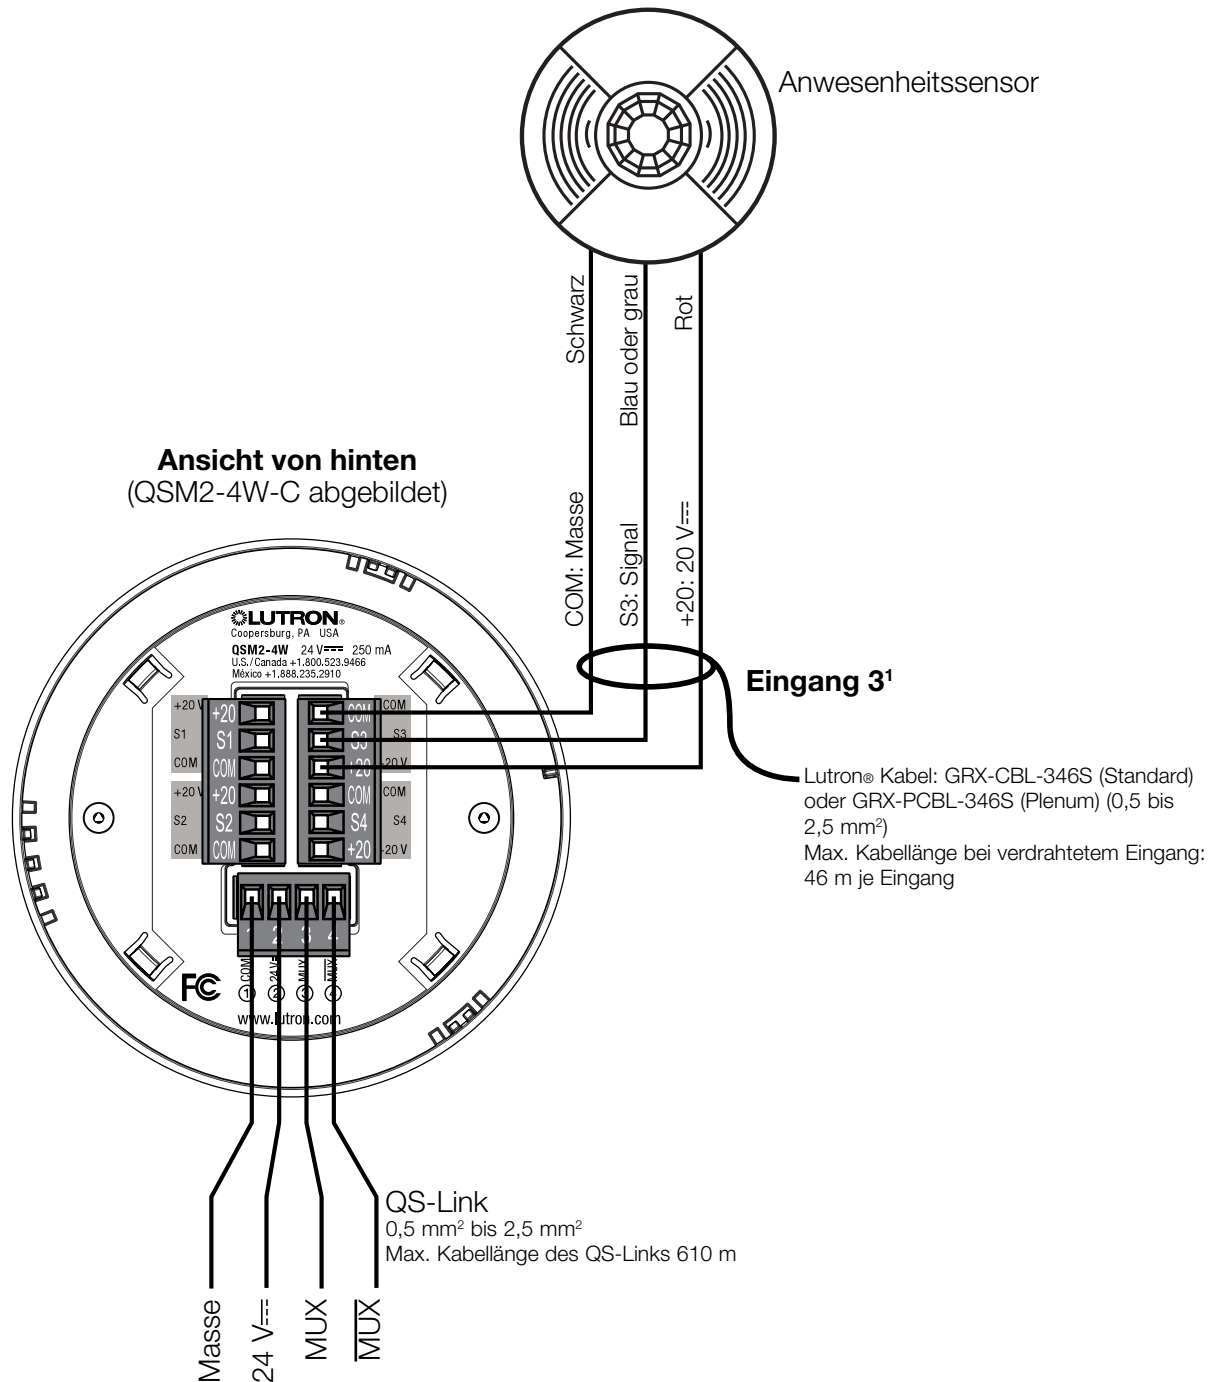 Anwesenheitssensor
Schwarz
Blau oder grau
Rot
COM: Masse
S3: Signal
+20: 20 V⎓
Ansicht von hinten
(QSM2-4W-C abgebildet)
Eingang 3¹
Lutron® Kabel: GRX-CBL-346S (Standard)
oder GRX-PCBL-346S (Plenum) (0,5 bis
2,5 mm²)
Max. Kabellänge bei verdrahtetem Eingang:
46 m je Eingang
LUTRON®
Coopersburg, PA USA
QSM2-4W 24 V⎓ 250 mA
U.S./Canada +1.800.523.9466
México +1.888.235.2910
+20 V +20 COM COM
S1 S1 S3 S3
COM COM +20 +20 V
+20 V +20 COM COM
S2 S2 S4 S4
COM COM +20 +20 V
1 2 3 4
COM 24 V⎓ MUX M̅U̅X̅
① ② ③ ④
FC
www.lutron.com
QS-Link
0,5 mm² bis 2,5 mm²
Max. Kabellänge des QS-Links 610 m
Masse
24 V⎓
MUX
M̅U̅X̅